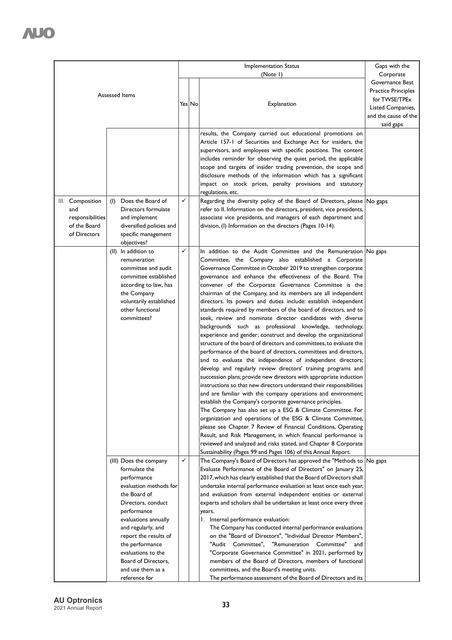 AUO
Assessed Items
Implementation Status
(Note 1)
Yes No
Explanation
Gaps with the
Corporate
Governance Best
Practice Principles
for TWSE/TPEx
Listed Companies,
and the cause of the
said gaps
results, the Company carried out educational promotions on
Article 157-1 of Securities and Exchange Act for insiders, the
supervisors, and employees with specific positions. The content
includes reminder for observing the quiet period, the applicable
scope and targets of insider trading prevention, the scope and
disclosure methods of the information which has a significant
impact on stock prices, penalty provisions and statutory
regulations, etc.
III. Composition
and
responsibilities
of the Board
of Directors
(I) Does the Board of
Directors formulate
and implement
diversified policies and
specific management
objectives?
✓
Regarding the diversity policy of the Board of Directors, please
refer to II. Information on the directors, president, vice presidents,
associate vice presidents, and managers of each department and
division, (I) Information on the directors (Pages 10-14).
No gaps
(II) In addition to
remuneration
committee and audit
committee established
according to law, has
the Company
voluntarily established
other functional
committees?
✓
In addition to the Audit Committee and the Remuneration
Committee, the Company also established a Corporate
Governance Committee in October 2019 to strengthen corporate
governance and enhance the effectiveness of the Board. The
convener of the Corporate Governance Committee is the
chairman of the Company, and its members are all independent
directors. Its powers and duties include: establish independent
standards required by members of the board of directors, and to
seek, review and nominate director candidates with diverse
backgrounds such as professional knowledge, technology,
experience and gender; construct and develop the organizational
structure of the board of directors and committees, to evaluate the
performance of the board of directors, committees and directors,
and to evaluate the independence of independent directors;
develop and regularly review directors' training programs and
succession plans; provide new directors with appropriate induction
instructions so that new directors understand their responsibilities
and are familiar with the company operations and environment;
establish the Company's corporate governance principles.
The Company has also set up a ESG & Climate Committee. For
organization and operations of the ESG & Climate Committee,
please see Chapter 7 Review of Financial Conditions, Operating
Result, and Risk Management, in which financial performance is
reviewed and analyzed and risks stated, and Chapter 8 Corporate
Sustainability (Pages 99 and Pages 106) of this Annual Report.
No gaps
(III) Does the company
formulate the
performance
evaluation methods for
the Board of
Directors, conduct
performance
evaluations annually
and regularly, and
report the results of
the performance
evaluations to the
Board of Directors,
and use them as a
reference for
✓
The Company's Board of Directors has approved the "Methods to
Evaluate Performance of the Board of Directors" on January 25,
2017, which has clearly established that the Board of Directors shall
undertake internal performance evaluation at least once each year,
and evaluation from external independent entities or external
experts and scholars shall be undertaken at least once every three
years.
1. Internal performance evaluation:
The Company has conducted internal performance evaluations
on the "Board of Directors", "Individual Director Members",
"Audit Committee", "Remuneration Committee" and
"Corporate Governance Committee" in 2021, performed by
members of the Board of Directors, members of functional
committees, and the Board's meeting units.
The performance assessment of the Board of Directors and its
No gaps
AU Optronics
2021 Annual Report
33